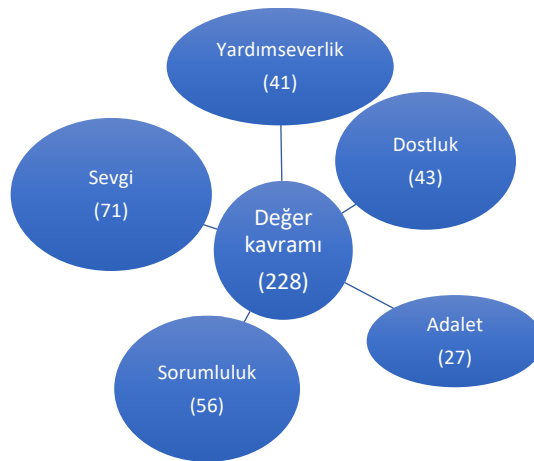 Yardımseverlik
(41)
Dostluk
(43)
Sevgi
(71)
Değer
kavramı
(228)
Adalet
(27)
Sorumluluk
(56)